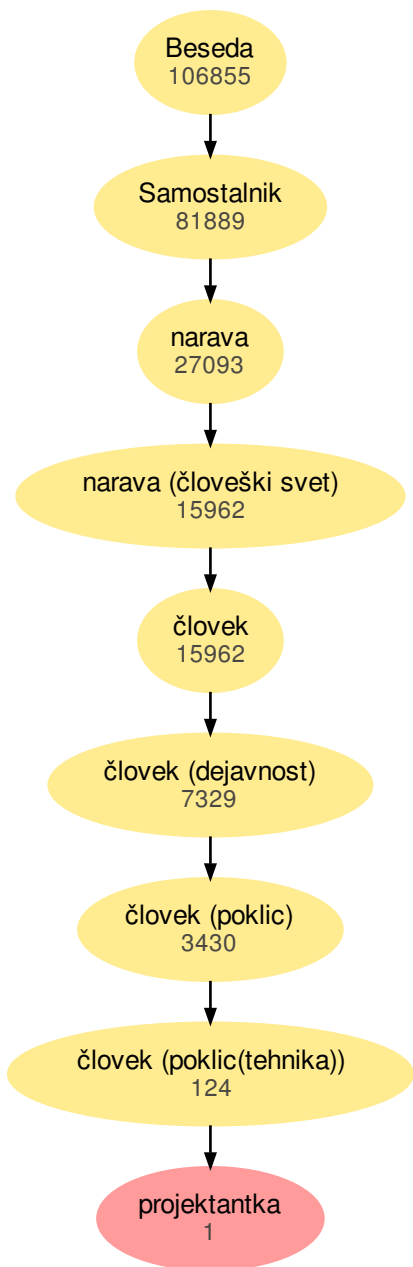 Beseda
106855
Samostalnik
81889
narava
27093
narava (človeški svet)
15962
človek
15962
človek (dejavnost)
7329
človek (poklic)
3430
človek (poklic(tehnika))
124
projektantka
1